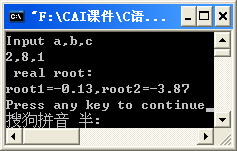 "F:\CAI课件\C语...
Input a,b,c
2,8,1
real root:
root1=-0.13,root2=-3.87
Press any key to continue
搜狗拼音 半: